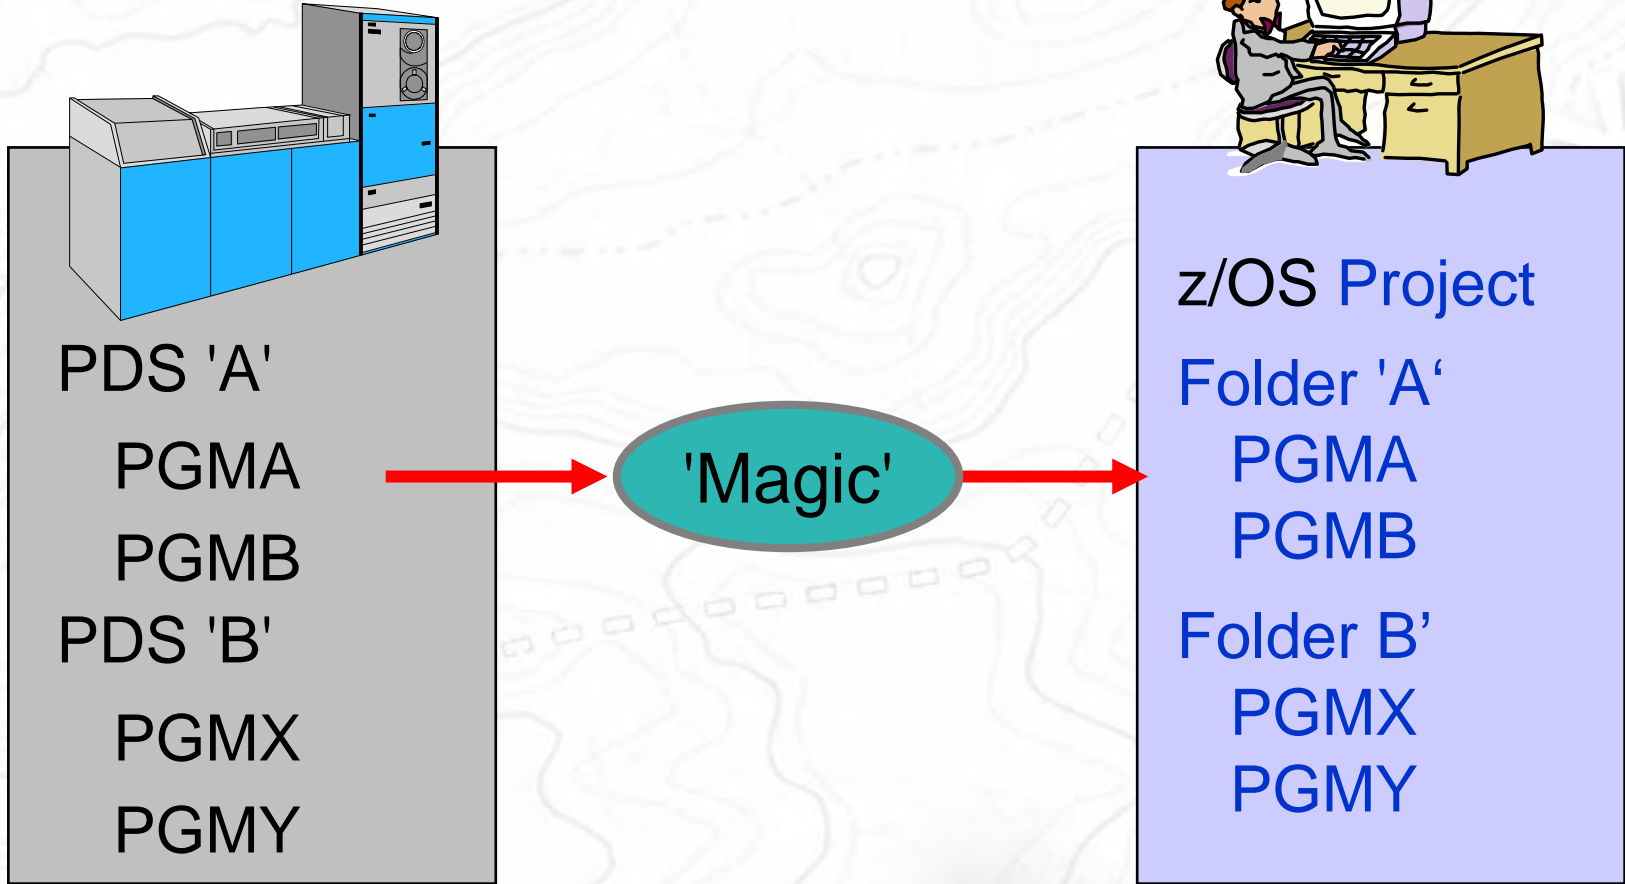 PDS 'A'
PGMA
PGMB
PDS 'B'
PGMX
PGMY
'Magic'
z/OS Project
Folder 'A‘
PGMA
PGMB
Folder B’
PGMX
PGMY